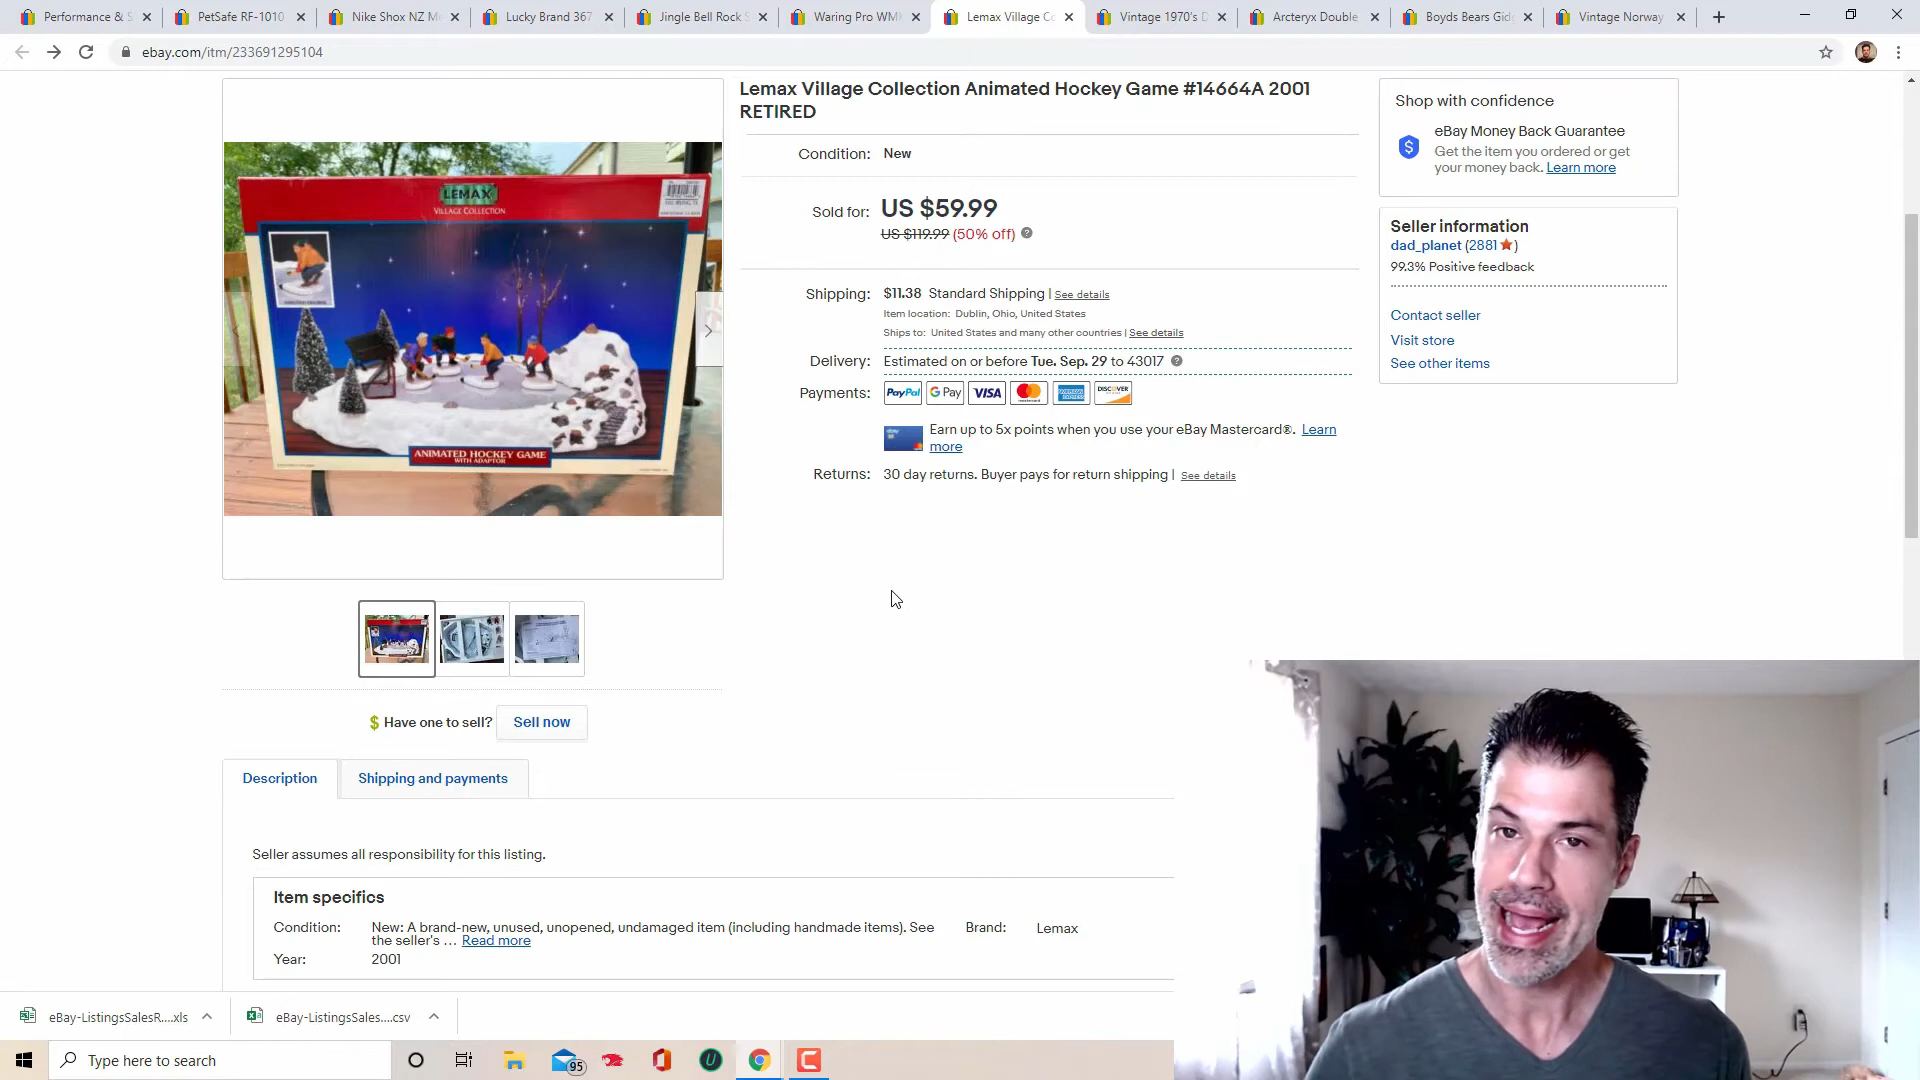 Performance & S
PetSafe RF-1010
Nike Shox NZ Me
Lucky Brand 367
Jingle Bell Rock S
Waring Pro WMK
Lemax Village Co
Vintage 1970's D
Arcteryx Double
Boyds Bears Gid
Vintage Norway
ebay.com/itm/233691295104
LEMAX
VILLAGE COLLECTION
ANIMATED HOCKEY GAME
WITH ADAPTOR
Lemax Village Collection Animated Hockey Game #14664A 2001
RETIRED
Condition: New
Sold for: US $59.99
US $119.99 (50% off)
Shipping: $11.38 Standard Shipping | See details
Item location: Dublin, Ohio, United States
Ships to: United States and many other countries | See details
Delivery: Estimated on or before Tue. Sep. 29 to 43017
Payments: PayPal G Pay VISA mastercard DISCOVER
Earn up to 5x points when you use your eBay Mastercard®. Learn
more
Returns: 30 day returns. Buyer pays for return shipping | See details
Shop with confidence
eBay Money Back Guarantee
Get the item you ordered or get
your money back. Learn more
Seller information
dad_planet (2881)
99.3% Positive feedback
Contact seller
Visit store
See other items
$ Have one to sell? Sell now
Description
Shipping and payments
Seller assumes all responsibility for this listing.
Item specifics
Condition: New: A brand-new, unused, unopened, undamaged item (including handmade items). See
the seller's ... Read more
Brand: Lemax
Year: 2001
eBay-ListingsSalesR....xls
eBay-ListingsSales....csv
Type here to search
95